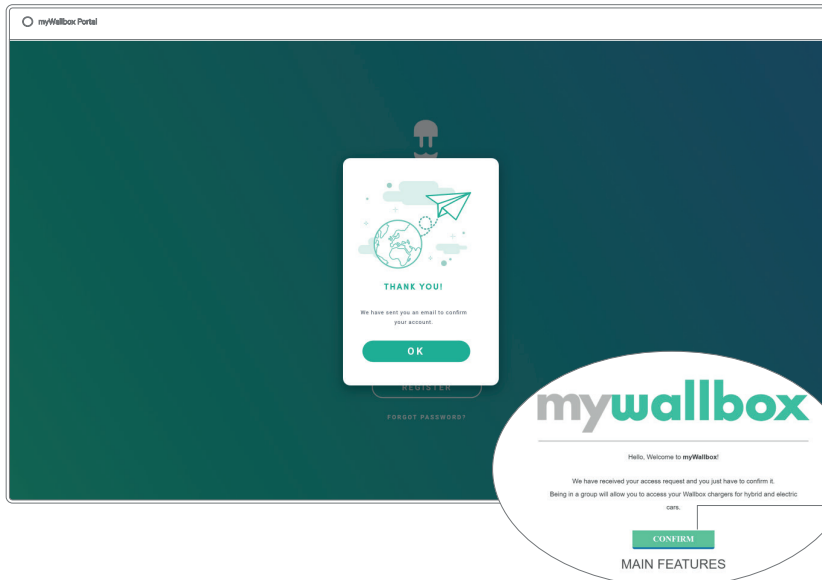 myWallbox Portal
THANK YOU!
We have sent you an email to confirm
your account.
OK
REGISTER
FORGOT PASSWORD?
mywallbox
Hello, Welcome to myWallbox!
We have received your access request and you just have to confirm it.
Being in a group will allow you to access your Wallbox chargers for hybrid and electric
cars.
CONFIRM
MAIN FEATURES